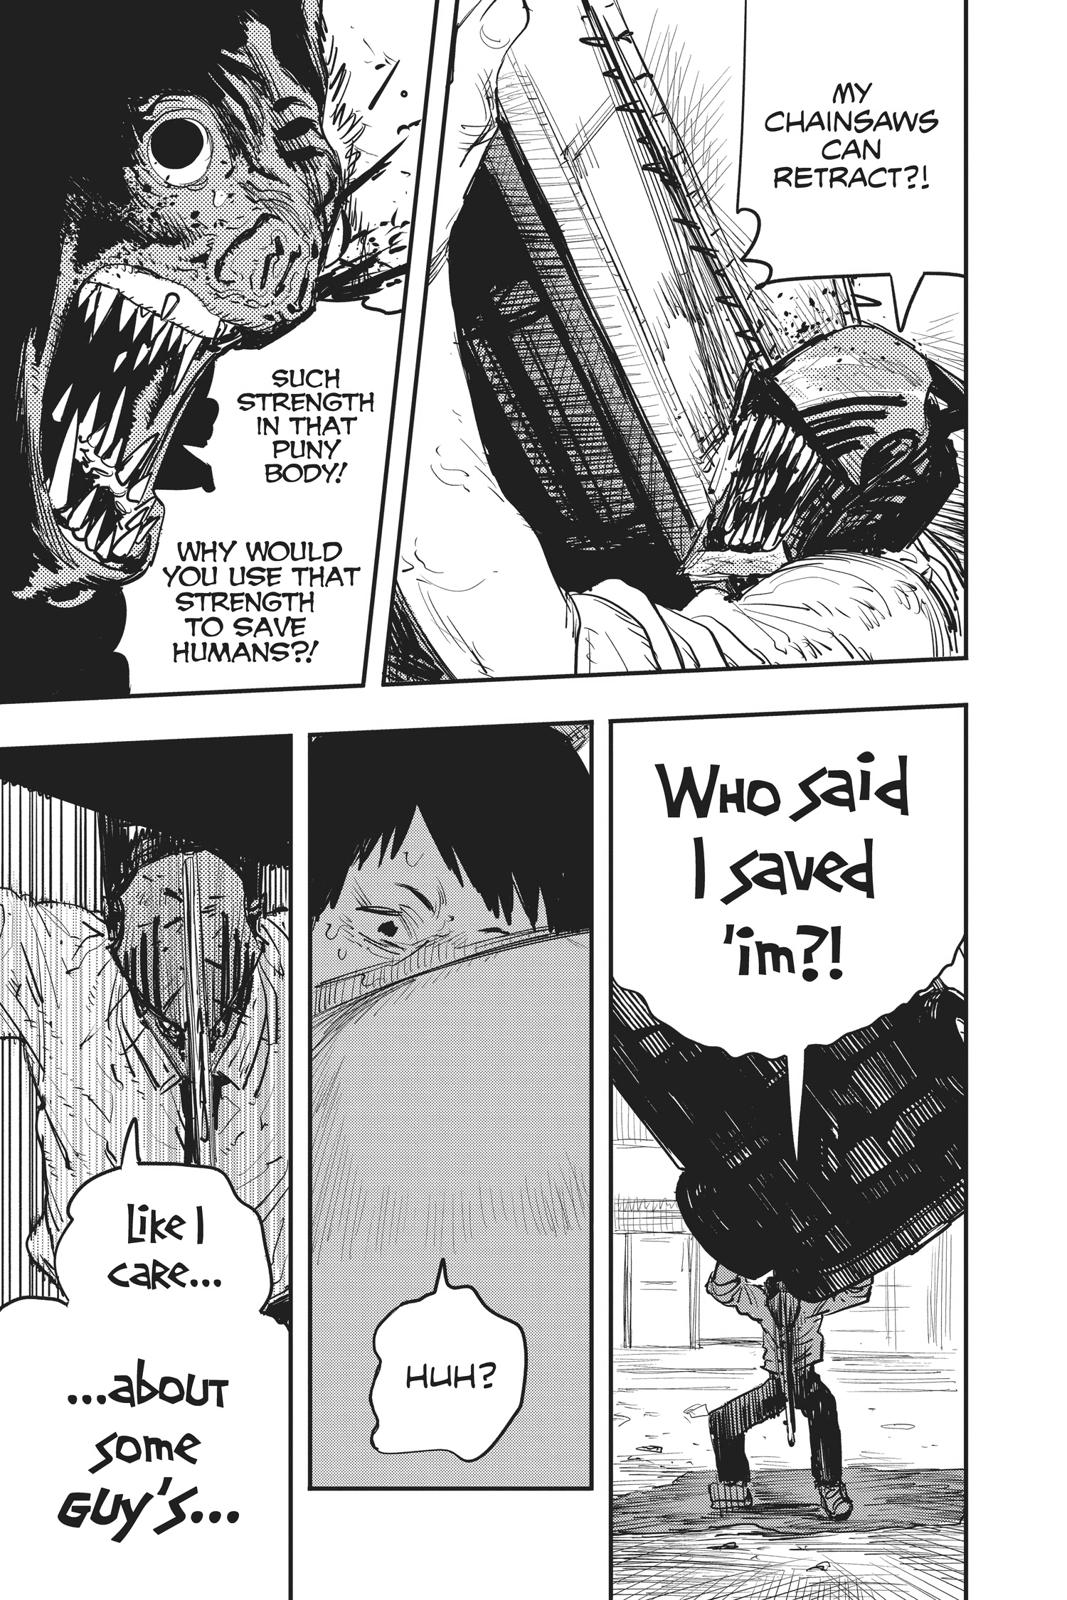 MY
CHAINSAWS
CAN
RETRACT?!
SUCH
STRENGTH
IN THAT
PUNY
BODY!
WHY WOULD
YOU USE THAT
STRENGTH
TO SAVE
HUMANS?!
WHO said
I saved
'im?!
HUH?
Like I
care...
...about
some
GUY'S...